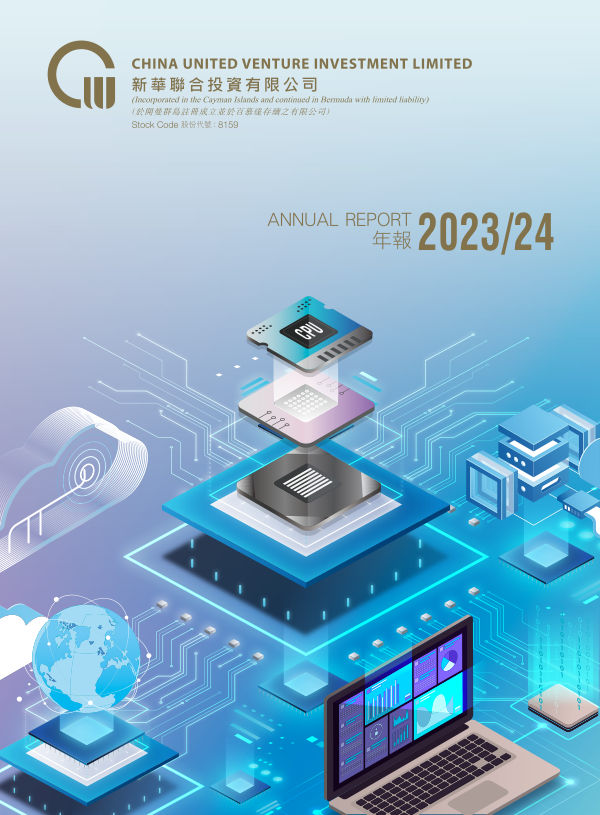 CHINA UNITED VENTURE INVESTMENT LIMITED
新華聯合投資有限公司
(Incorporated in the Cayman Islands and continued in Bermuda with limited liability)
(於開曼群島註冊成立並於百慕達存續之有限公司)
Stock Code 股份代號 : 8159
ANNUAL REPORT
年報
2023/24
CPU